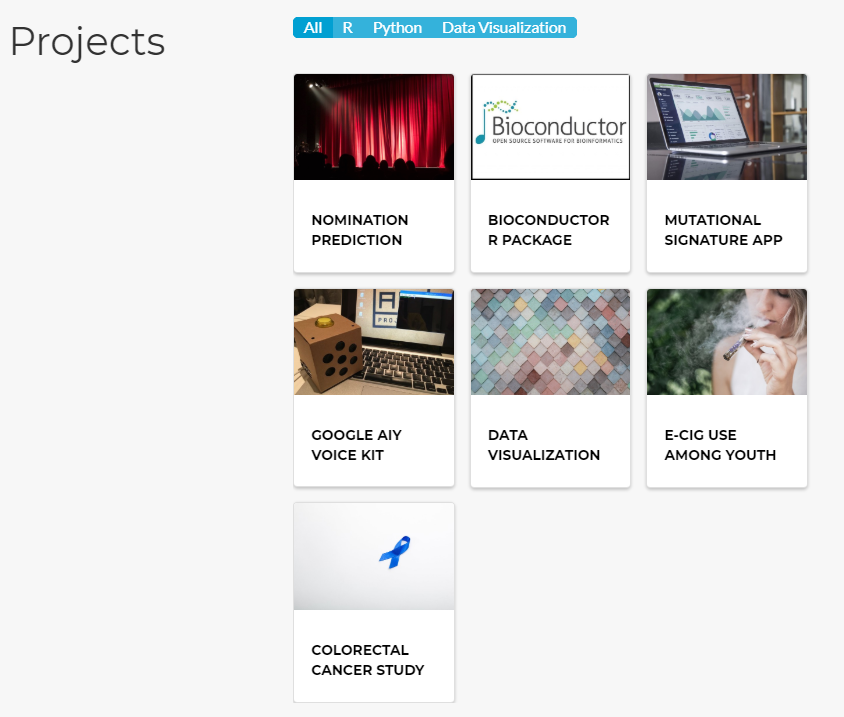 Projects
All R Python Data Visualization
Bioconductor
OPEN SOURCE SOFTWARE FOR BIOINFORMATICS
NOMINATION
PREDICTION
BIOCONDUCTOR
R PACKAGE
MUTATIONAL
SIGNATURE APP
GOOGLE AIY
VOICE KIT
DATA
VISUALIZATION
E-CIG USE
AMONG YOUTH
COLORECTAL
CANCER STUDY